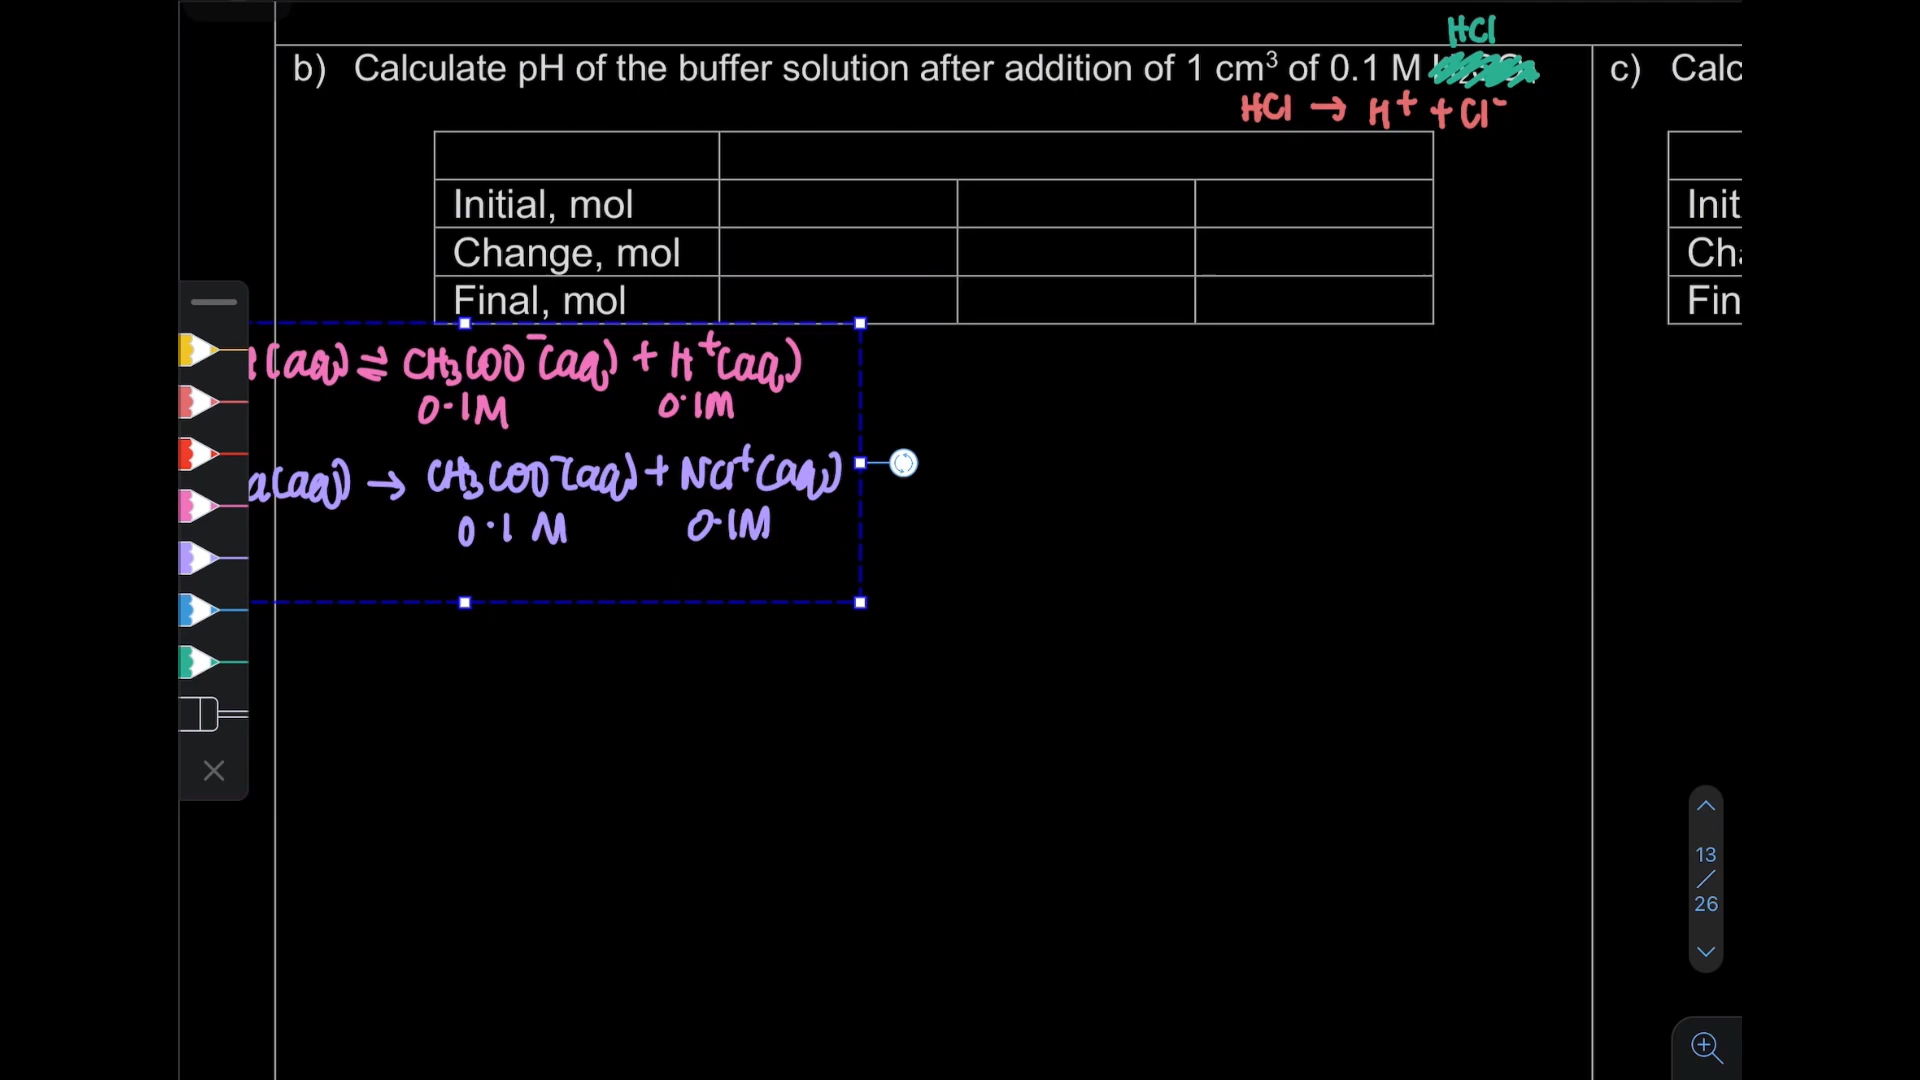 HCl
b) Calculate pH of the buffer solution after addition of 1 cm³ of 0.1 M
c) Calc
HCl → H⁺ + Cl⁻
Initial, mol
Init
Change, mol
Cha
Final, mol
Fin
(aq) ⇌ CH₃COO⁻(aq) + H⁺(aq)
0.1M 0.1M
a(aq) → CH₃COO⁻(aq) + Na⁺(aq)
0.1 M 0.1M
13
/
26